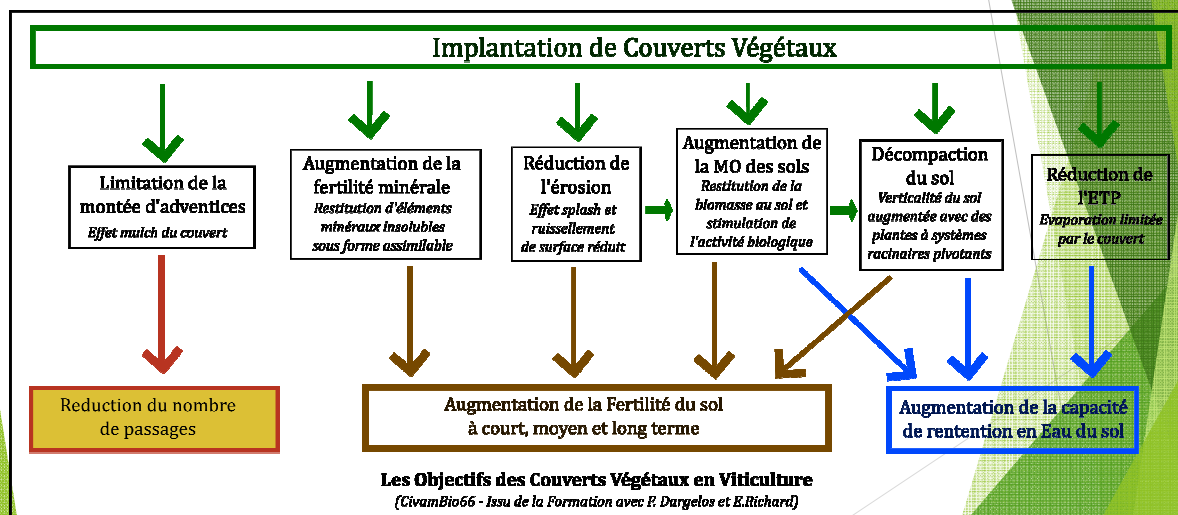 Implantation de Couverts Végétaux
Limitation de la
montée d'adventices
Effet mulch du couvert
Augmentation de la
fertilité minérale
Restitution d'éléments
minéraux insolubles
sous forme assimilable
Réduction de
l'érosion
Effet splash et
ruissellement
de surface réduit
Augmentation de
la MO des sols
Restitution de la
biomasse au sol et
stimulation de
l'activité biologique
Décompaction
du sol
Verticalité du sol
augmentée avec des
plantes à systèmes
racinaires pivotants
Réduction de
l'ETP
Evaporation limitée
par le couvert
Reduction du nombre
de passages
Augmentation de la Fertilité du sol
à court, moyen et long terme
Augmentation de la capacité
de rentention en Eau du sol
Les Objectifs des Couverts Végétaux en Viticulture
(CivamBio66 - Issu de la Formation avec F. Dargelos et E.Richard)